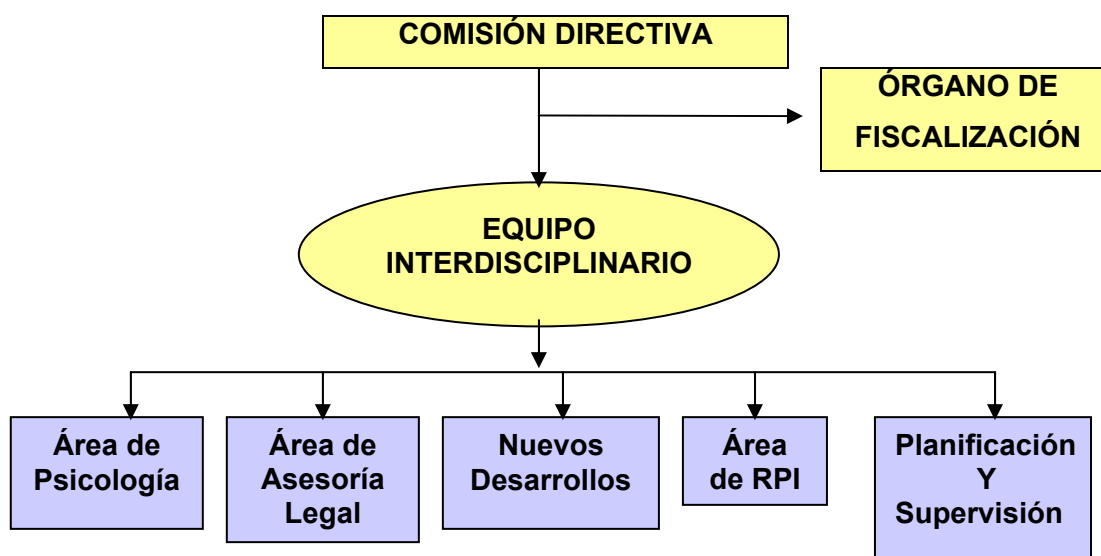 COMISIÓN DIRECTIVA
ÓRGANO DE
FISCALIZACIÓN
EQUIPO
INTERDISCIPLINARIO
Área de
Psicología
Área de
Asesoría
Legal
Nuevos
Desarrollos
Área
de RPI
Planificación
Y
Supervisión